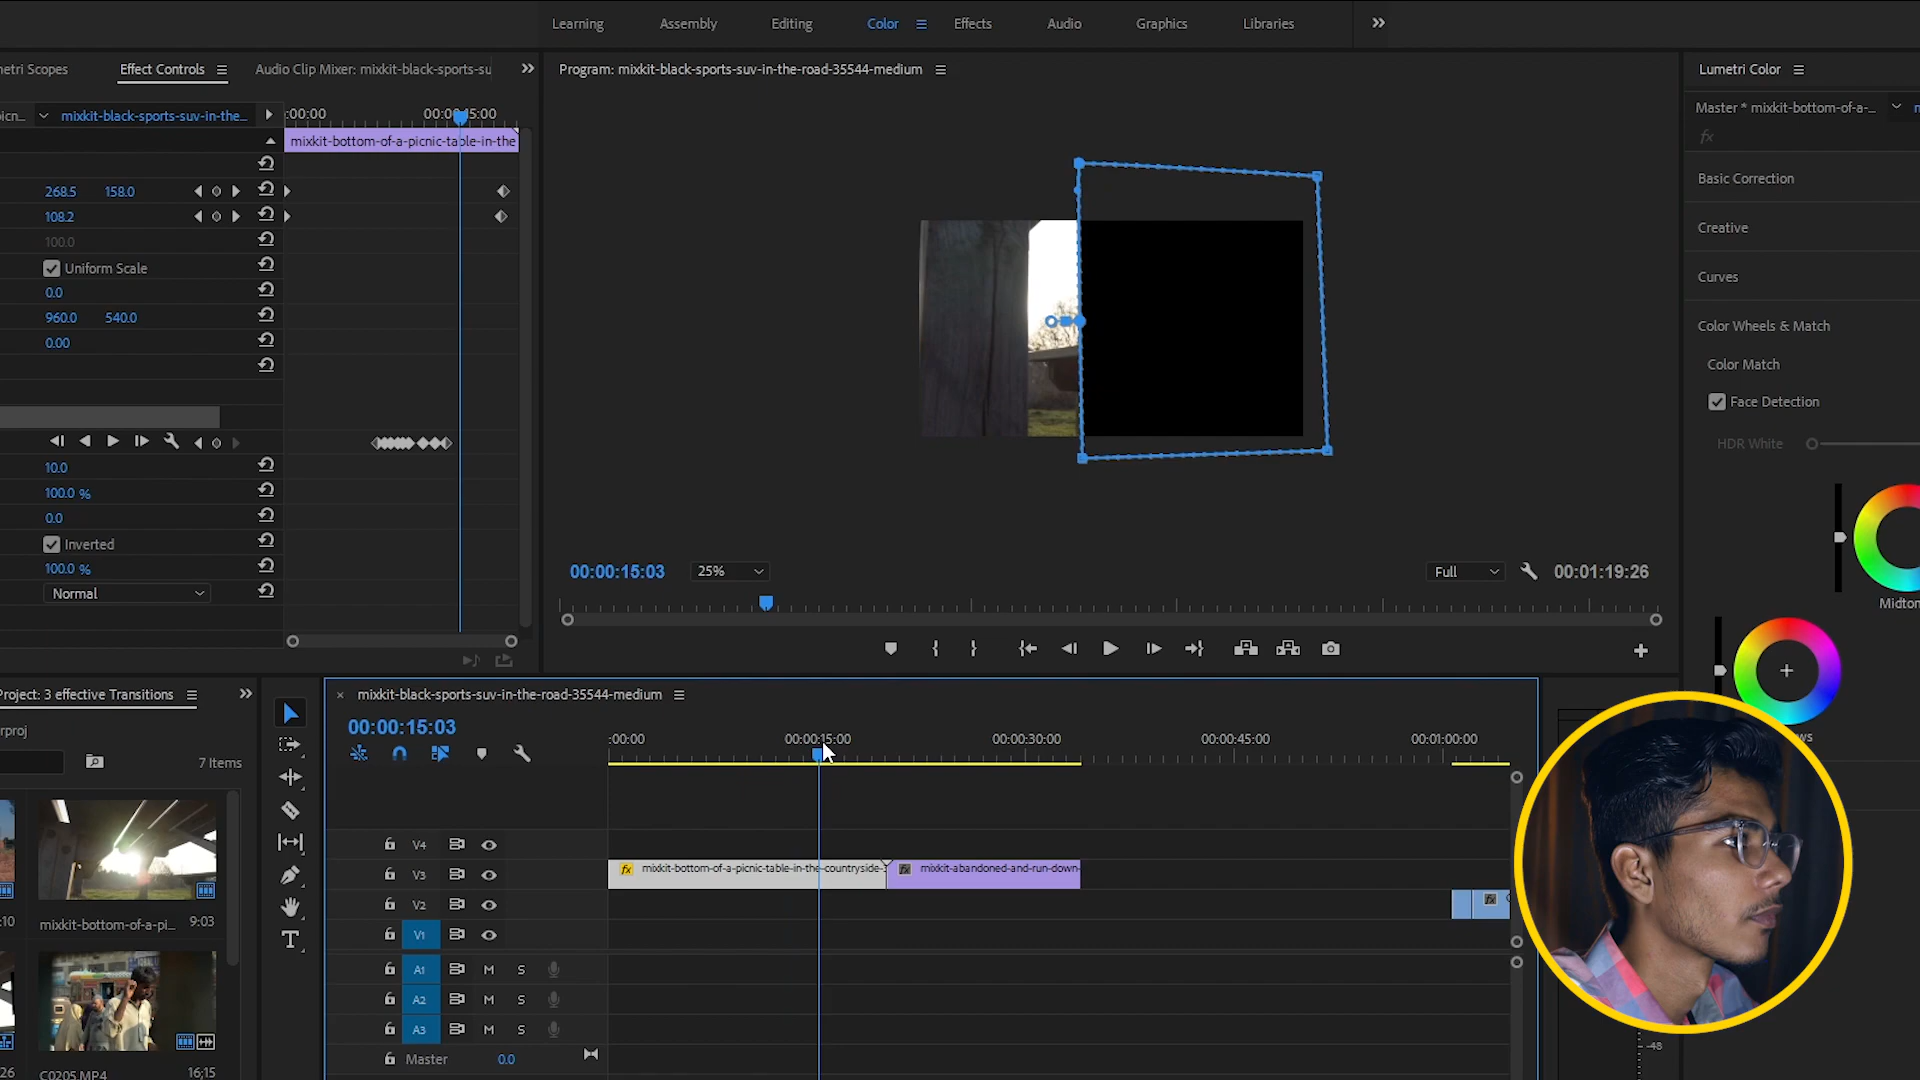 Learning Assembly Editing Color Effects Audio Graphics Libraries
etri Scopes Effect Controls Audio Clip Mixer: mixkit-black-sports-su
Program: mixkit-black-sports-suv-in-the-road-35544-medium
Lumetri Color
icn... mixkit-black-sports-suv-in-the... :00:00 00:00:15:00
Master * mixkit-bottom-of-a-...
mixkit-bottom-of-a-picnic-table-in-the
fx
268.5 158.0
108.2
100.0
Uniform Scale
0.0
960.0 540.0
0.00
10.0
100.0 %
0.0
Inverted
100.0 %
Normal
Basic Correction
Creative
Curves
Color Wheels & Match
Color Match
Face Detection
HDR White
Midton
ws
00:00:15:03 25% Full 00:01:19:26
Project: 3 effective Transitions
rproj
7 Items
mixkit-bottom-of-a-pi... 9:03
:10
C0205.MP4 16;15
:26
mixkit-black-sports-suv-in-the-road-35544-medium
00:00:15:03
:00:00 00:00:15:00 00:00:30:00 00:00:45:00 00:01:00:00
V4
V3 fx mixkit-bottom-of-a-picnic-table-in-the-countryside-3 fx mixkit-abandoned-and-run-down-
V2 fx
V1
A1 M S
A2 M S
A3 M S
Master 0.0
-48